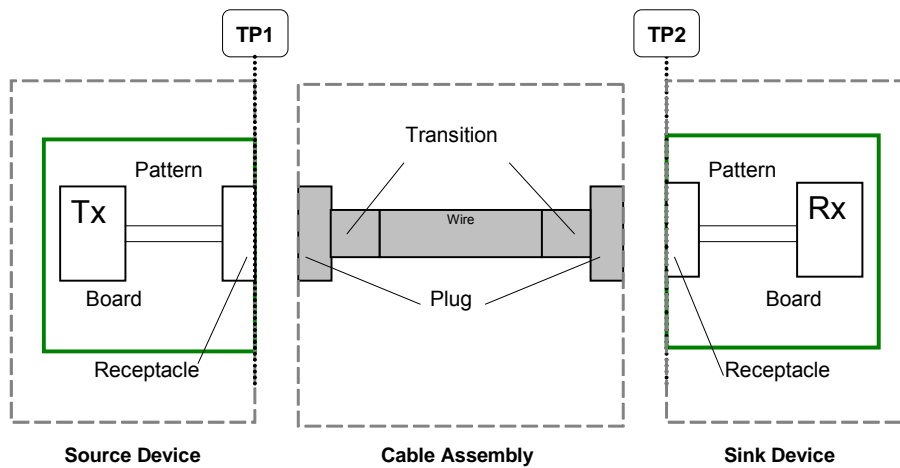 TP1
TP2
Transition
Pattern
Pattern
Tx
Wire
Rx
Board
Plug
Board
Receptacle
Receptacle
Source Device
Cable Assembly
Sink Device